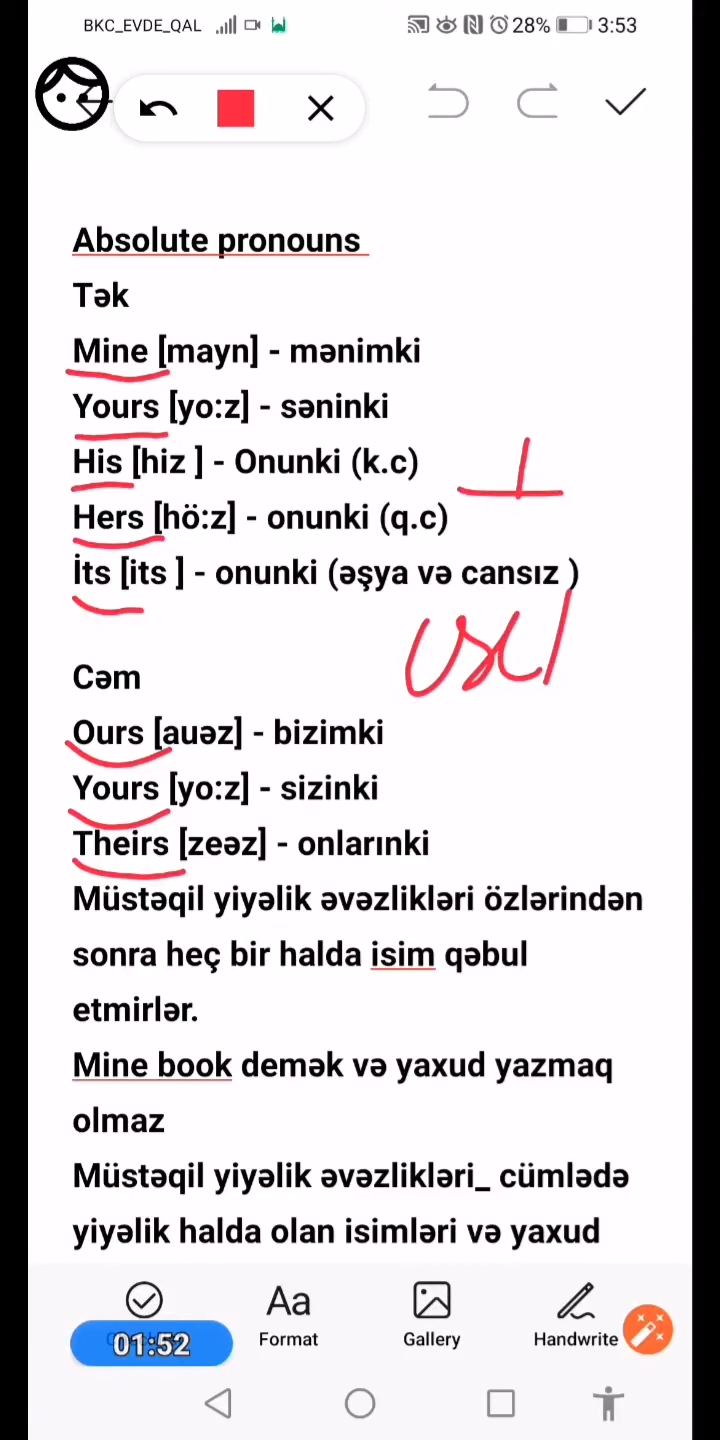 BKC_EVDE_QAL 28% 3:53
Absolute pronouns
Tək
Mine [mayn] - mənimki
Yours [yo:z] - səninki
His [hiz ] - Onunki (k.c)
Hers [hö:z] - onunki (q.c)
İts [its ] - onunki (əşya və cansız )
Cəm
Ours [auəz] - bizimki
Yours [yo:z] - sizinki
Theirs [zeəz] - onlarınki
Müstəqil yiyəlik əvəzlikləri özlərindən
sonra heç bir halda isim qəbul
etmirlər.
Mine book demək və yaxud yazmaq
olmaz
Müstəqil yiyəlik əvəzlikləri_ cümlədə
yiyəlik halda olan isimləri və yaxud
01:52
Format
Gallery
Handwrite